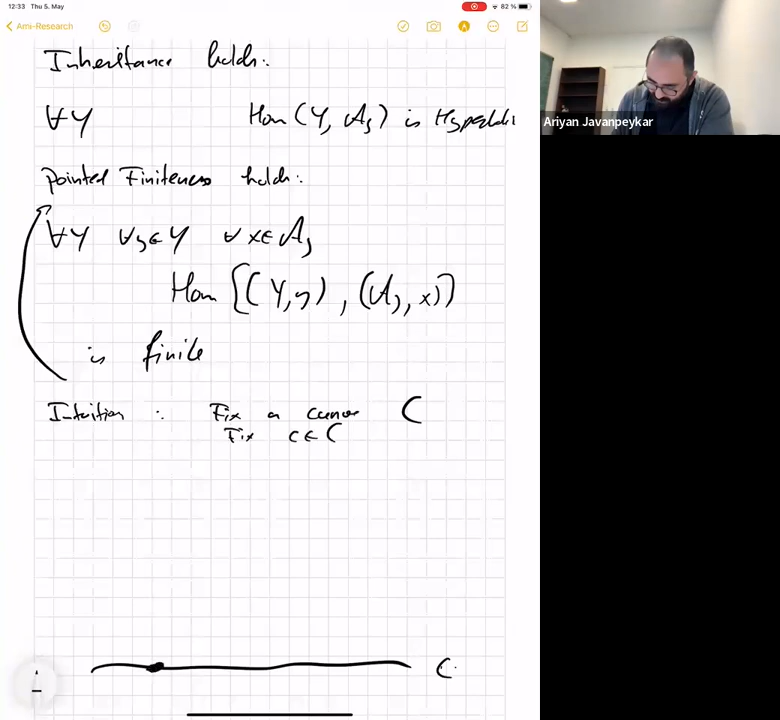 12:33 Thu 5. May
82 %
Ami-Research
Ariyan Javanpeykar
Inheritance holds:
∀Y Hom(Y, A_g) is Hyperbolic
Pointed Finiteness holds:
∀Y ∀y∈Y ∀x∈A_g
Hom[(Y,y), (A_g, x)]
is finite
Intuition : Fix a curve C
Fix c∈C
C